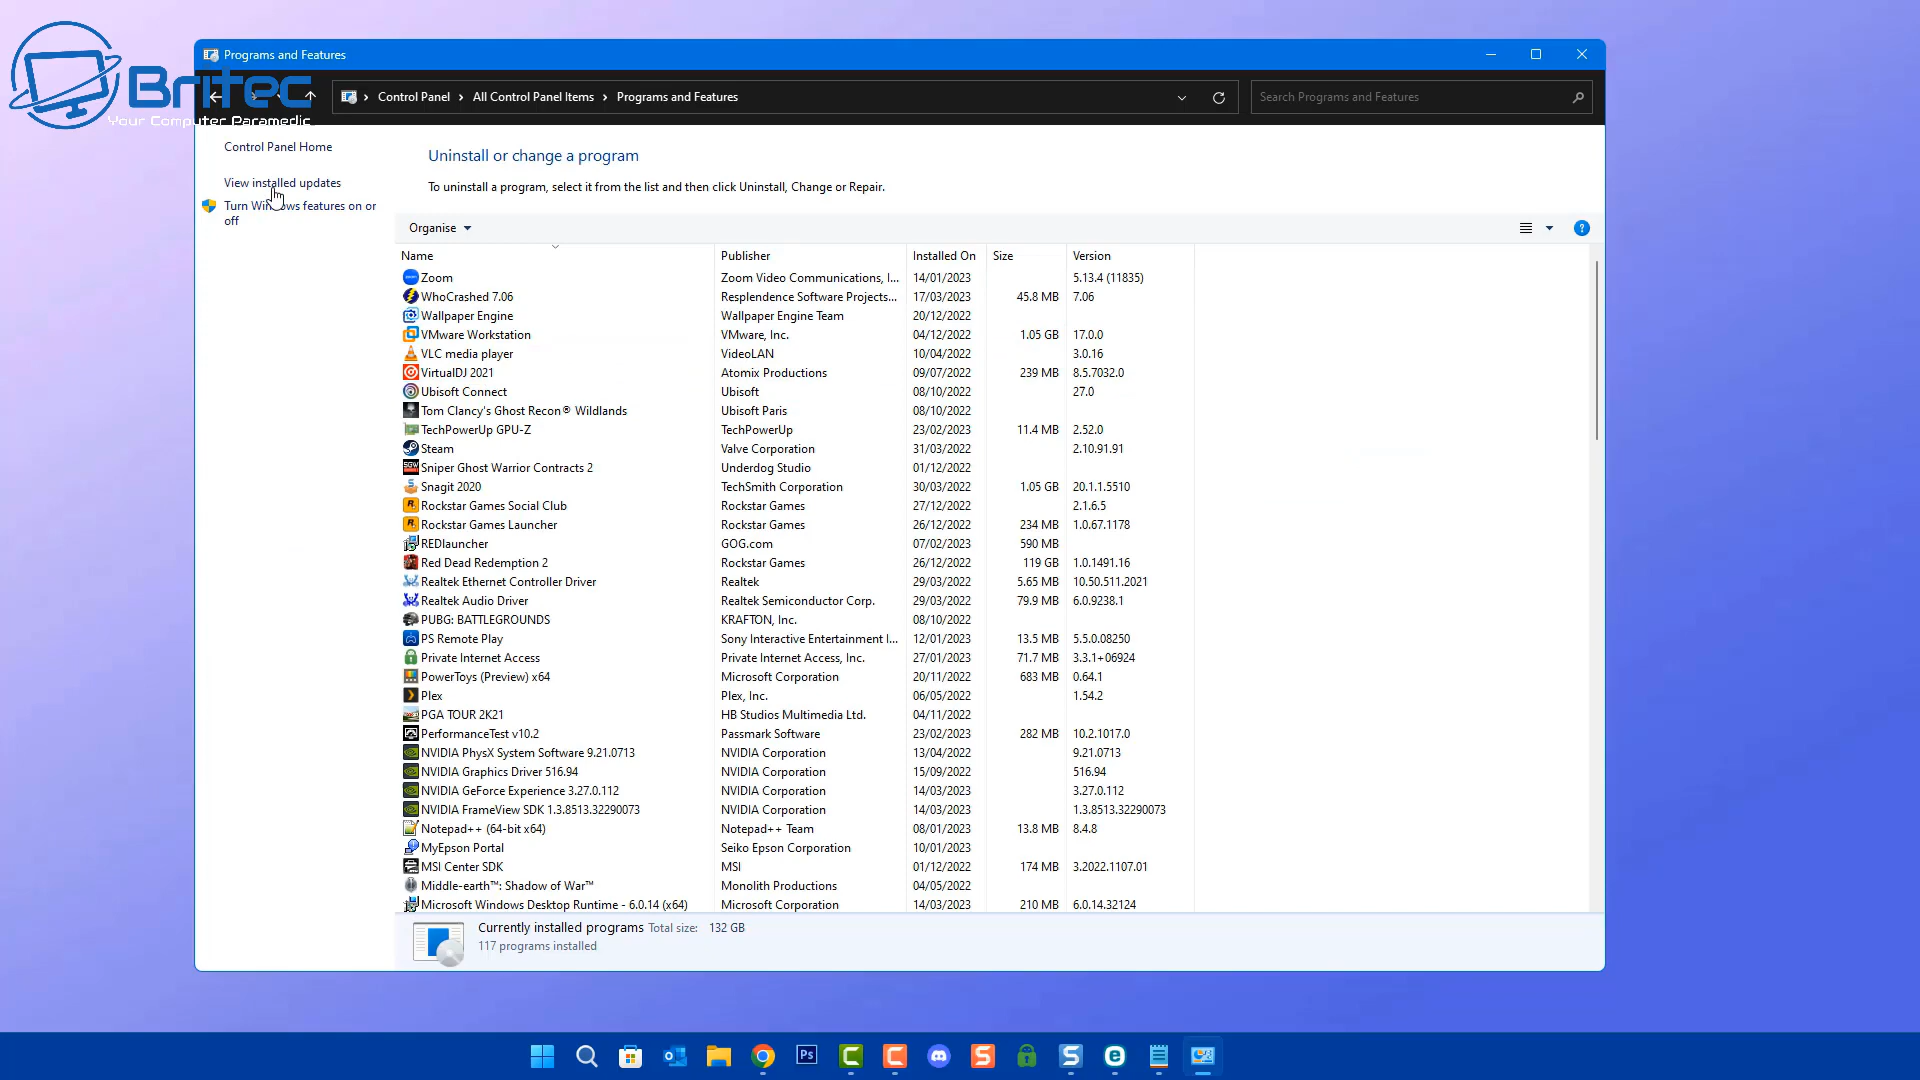 Britec
Your Computer Paramedic
Programs and Features
Control Panel › All Control Panel Items › Programs and Features
Search Programs and Features
Control Panel Home
View installed updates
Turn Windows features on or
off
Uninstall or change a program
To uninstall a program, select it from the list and then click Uninstall, Change or Repair.
Organise
Name Publisher Installed On Size Version
Zoom Zoom Video Communications, I... 14/01/2023 5.13.4 (11835)
WhoCrashed 7.06 Resplendence Software Projects... 17/03/2023 45.8 MB 7.06
Wallpaper Engine Wallpaper Engine Team 20/12/2022
VMware Workstation VMware, Inc. 04/12/2022 1.05 GB 17.0.0
VLC media player VideoLAN 10/04/2022 3.0.16
VirtualDJ 2021 Atomix Productions 09/07/2022 239 MB 8.5.7032.0
Ubisoft Connect Ubisoft 08/10/2022 27.0
Tom Clancy's Ghost Recon® Wildlands Ubisoft Paris 08/10/2022
TechPowerUp GPU-Z TechPowerUp 23/02/2023 11.4 MB 2.52.0
Steam Valve Corporation 31/03/2022 2.10.91.91
Sniper Ghost Warrior Contracts 2 Underdog Studio 01/12/2022
Snagit 2020 TechSmith Corporation 30/03/2022 1.05 GB 20.1.1.5510
Rockstar Games Social Club Rockstar Games 27/12/2022 2.1.6.5
Rockstar Games Launcher Rockstar Games 26/12/2022 234 MB 1.0.67.1178
REDlauncher GOG.com 07/02/2023 590 MB
Red Dead Redemption 2 Rockstar Games 26/12/2022 119 GB 1.0.1491.16
Realtek Ethernet Controller Driver Realtek 29/03/2022 5.65 MB 10.50.511.2021
Realtek Audio Driver Realtek Semiconductor Corp. 29/03/2022 79.9 MB 6.0.9238.1
PUBG: BATTLEGROUNDS KRAFTON, Inc. 08/10/2022
PS Remote Play Sony Interactive Entertainment I... 12/01/2023 13.5 MB 5.5.0.08250
Private Internet Access Private Internet Access, Inc. 27/01/2023 71.7 MB 3.3.1+06924
PowerToys (Preview) x64 Microsoft Corporation 20/11/2022 683 MB 0.64.1
Plex Plex, Inc. 06/05/2022 1.54.2
PGA TOUR 2K21 HB Studios Multimedia Ltd. 04/11/2022
PerformanceTest v10.2 Passmark Software 23/02/2023 282 MB 10.2.1017.0
NVIDIA PhysX System Software 9.21.0713 NVIDIA Corporation 13/04/2022 9.21.0713
NVIDIA Graphics Driver 516.94 NVIDIA Corporation 15/09/2022 516.94
NVIDIA GeForce Experience 3.27.0.112 NVIDIA Corporation 14/03/2023 3.27.0.112
NVIDIA FrameView SDK 1.3.8513.32290073 NVIDIA Corporation 14/03/2023 1.3.8513.32290073
Notepad++ (64-bit x64) Notepad++ Team 08/01/2023 13.8 MB 8.4.8
MyEpson Portal Seiko Epson Corporation 10/01/2023
MSI Center SDK MSI 01/12/2022 174 MB 3.2022.1107.01
Middle-earth™: Shadow of War™ Monolith Productions 04/05/2022
Microsoft Windows Desktop Runtime - 6.0.14 (x64) Microsoft Corporation 14/03/2023 210 MB 6.0.14.32124
Currently installed programs Total size: 132 GB
117 programs installed